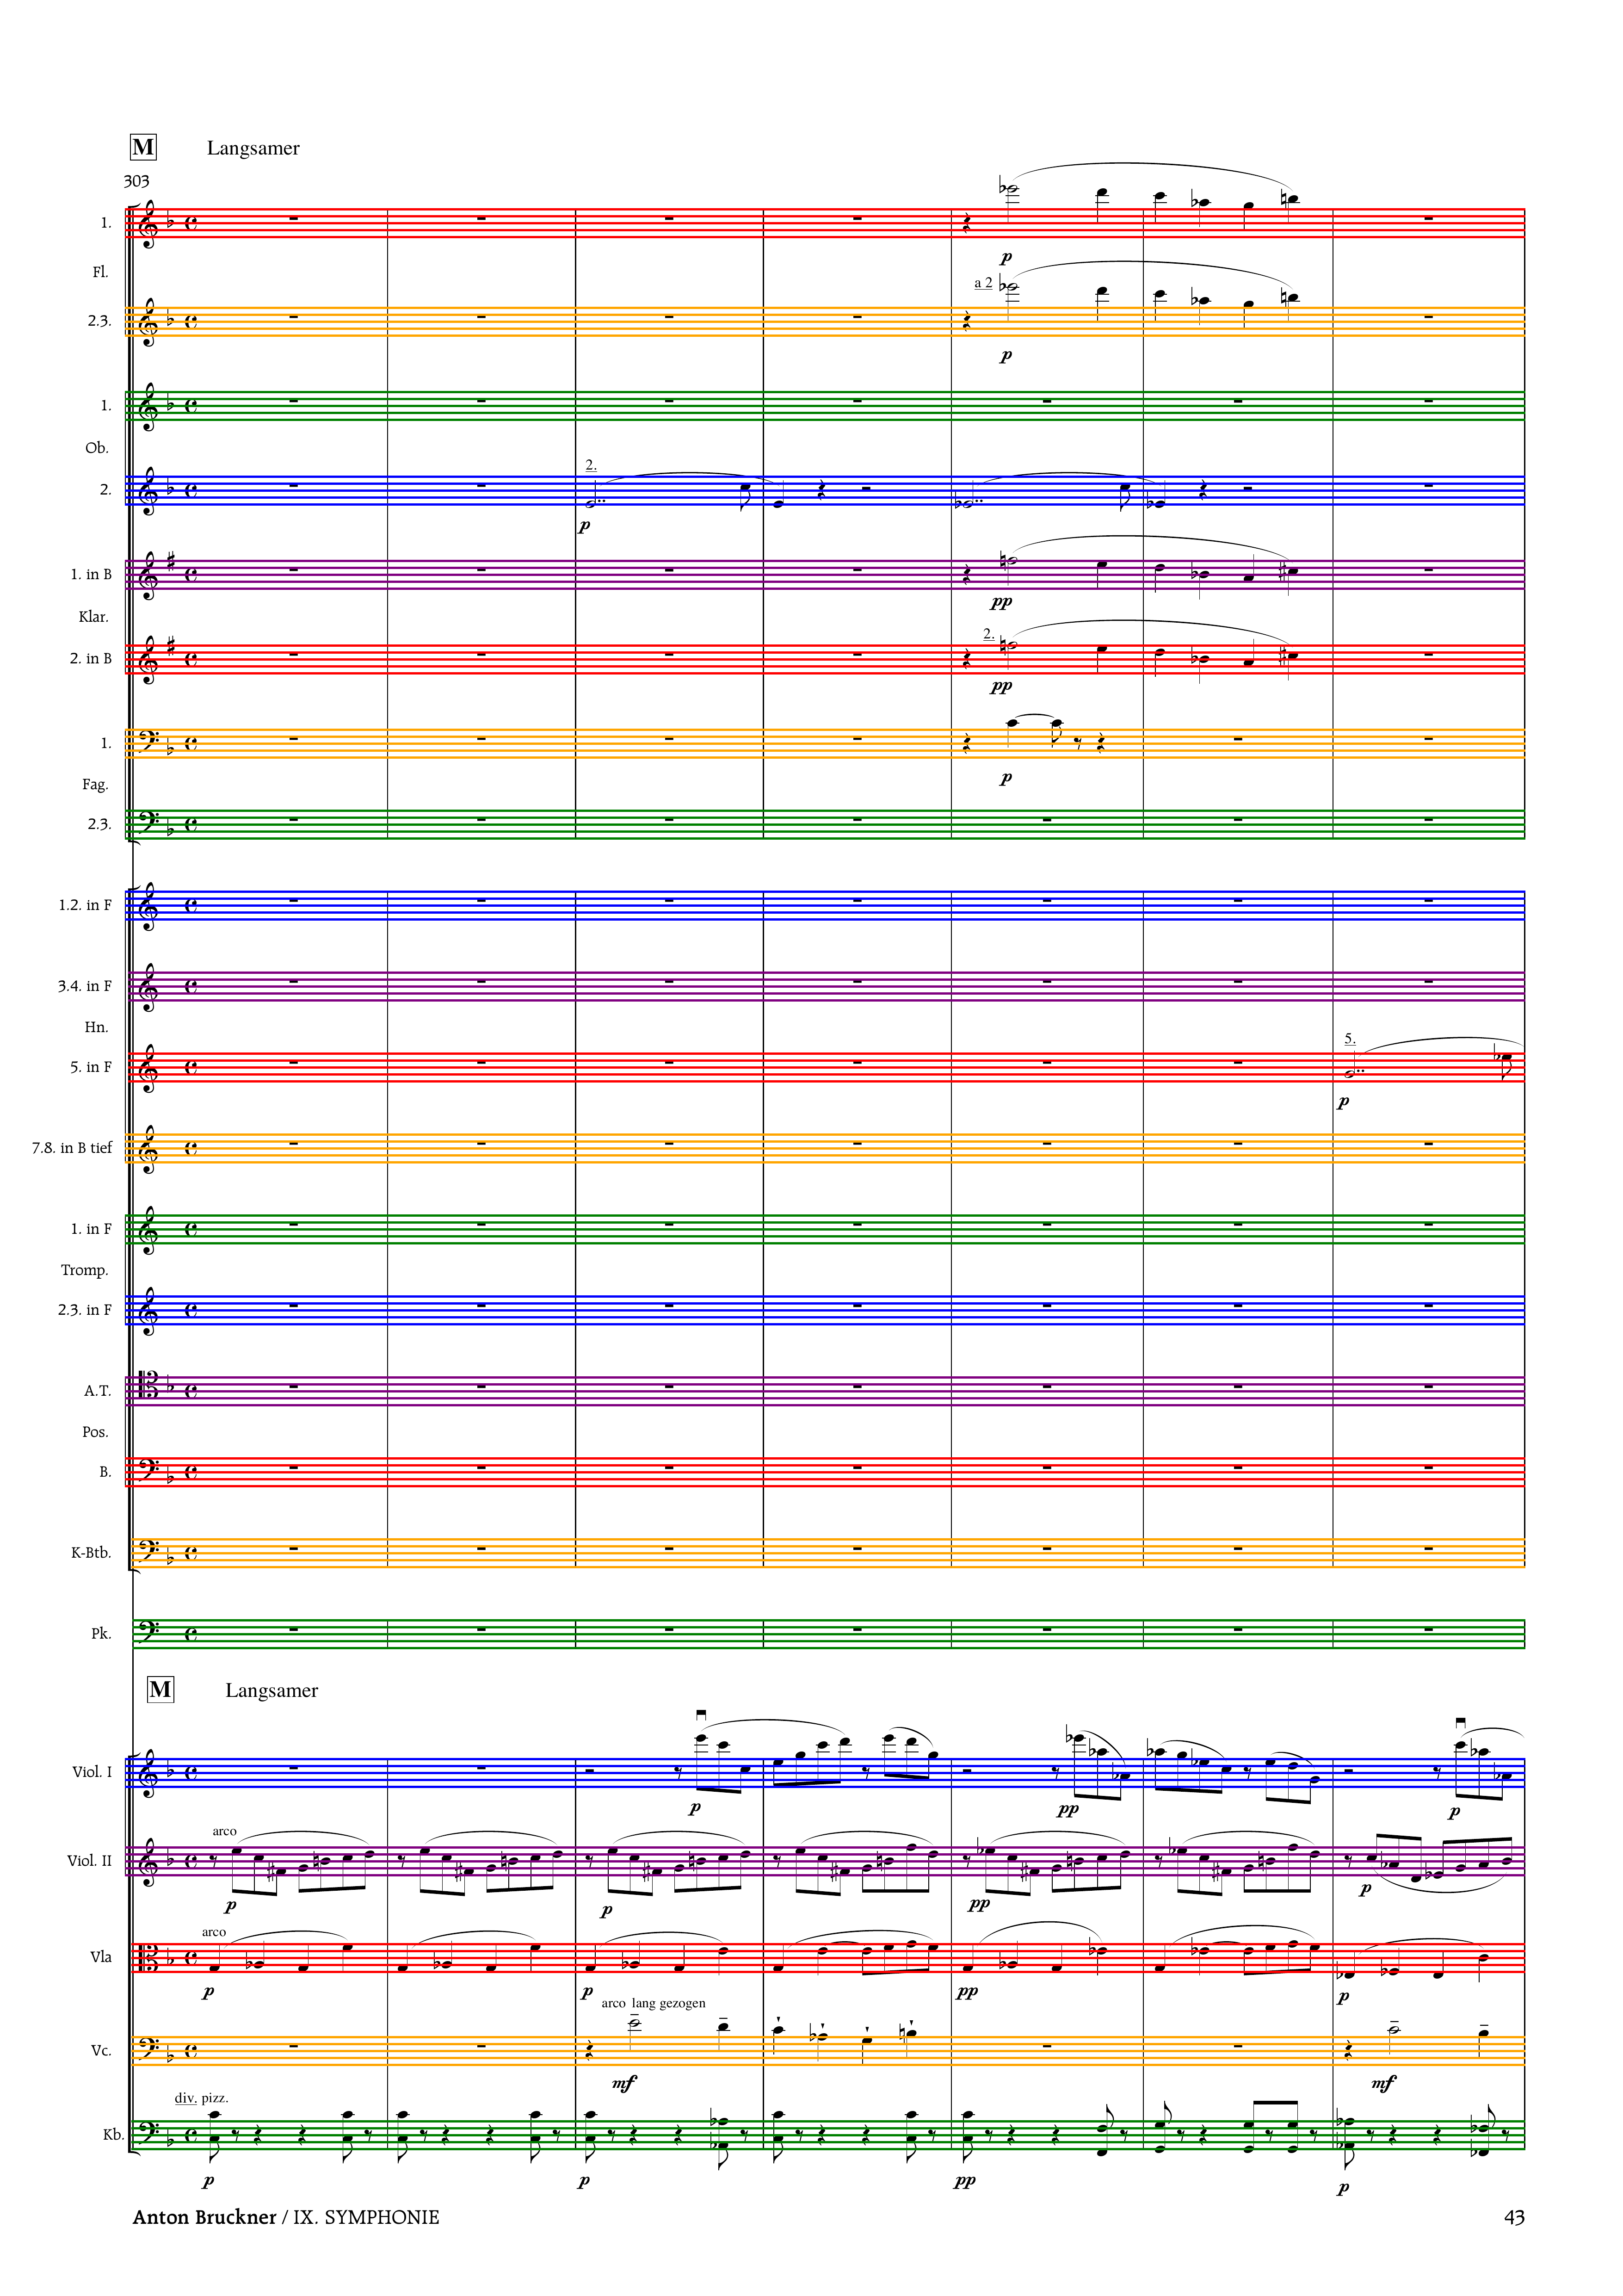 M Langsamer
303
1.
p
Fl.
a 2
2.3.
p
1.
Ob.
2.
2.
p
1. in B
pp
Klar.
2.
2. in B
pp
1.
p
Fag.
2.3.
1.2. in F
3.4. in F
Hn.
5.
5. in F
p
7.8. in B tief
1. in F
Tromp.
2.3. in F
A.T.
Pos.
B.
K-Btb.
Pk.
M Langsamer
Viol. I
p pp p
arco
Viol. II
p p pp p
arco
Vla
p p pp p
arco lang gezogen
Vc.
mf mf
div. pizz.
Kb.
p p pp p
Anton Bruckner / IX. SYMPHONIE 43